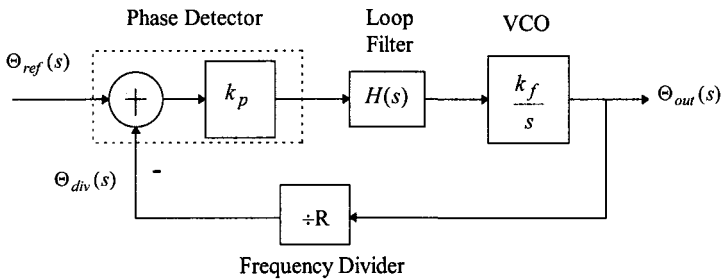 Phase Detector
Loop
Filter
VCO
Θref(s)
+
kp
H(s)
kf
s
Θout(s)
Θdiv(s)
-
÷R
Frequency Divider